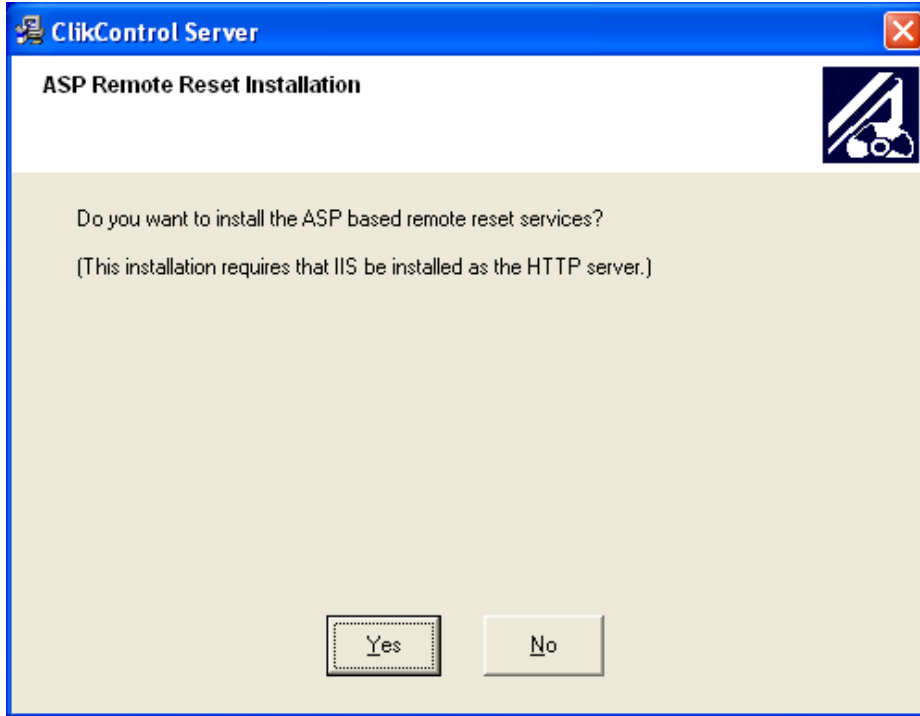 ClikControl Server
ASP Remote Reset Installation
Do you want to install the ASP based remote reset services?
(This installation requires that IIS be installed as the HTTP server.)
Yes
No